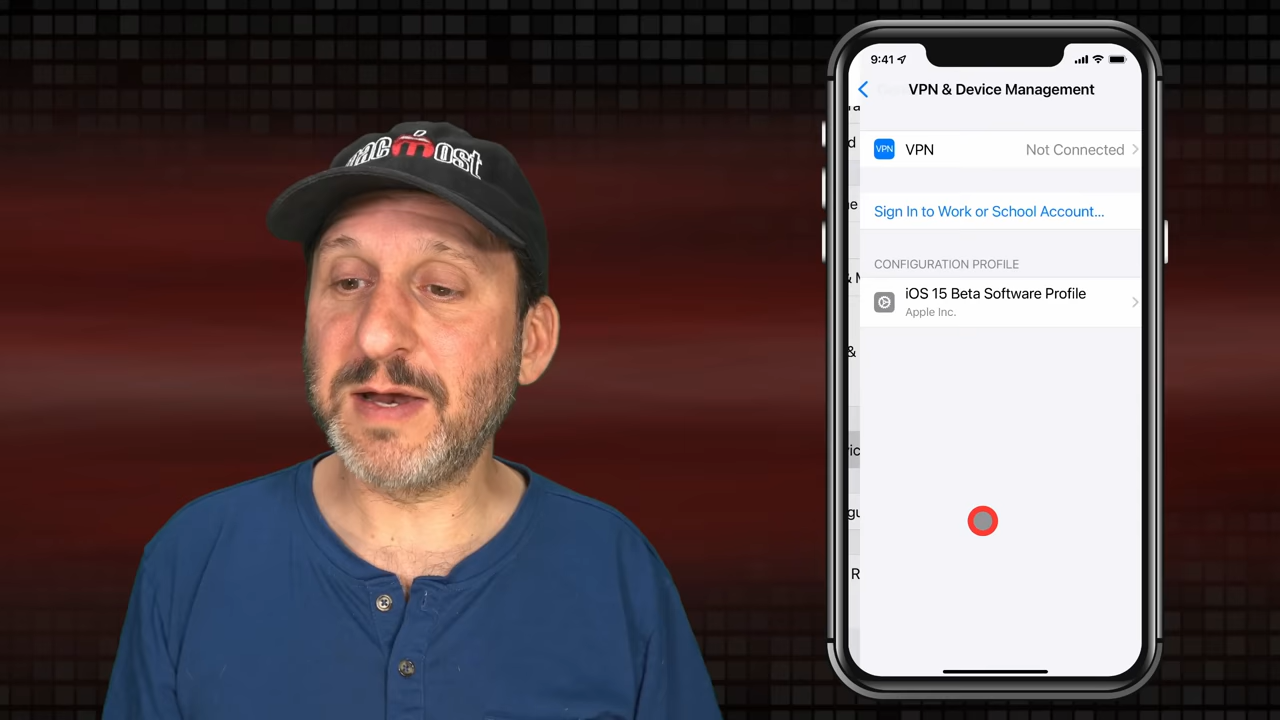 macmost
9:41
VPN & Device Management
VPN
VPN
Not Connected
Sign In to Work or School Account...
CONFIGURATION PROFILE
iOS 15 Beta Software Profile
Apple Inc.